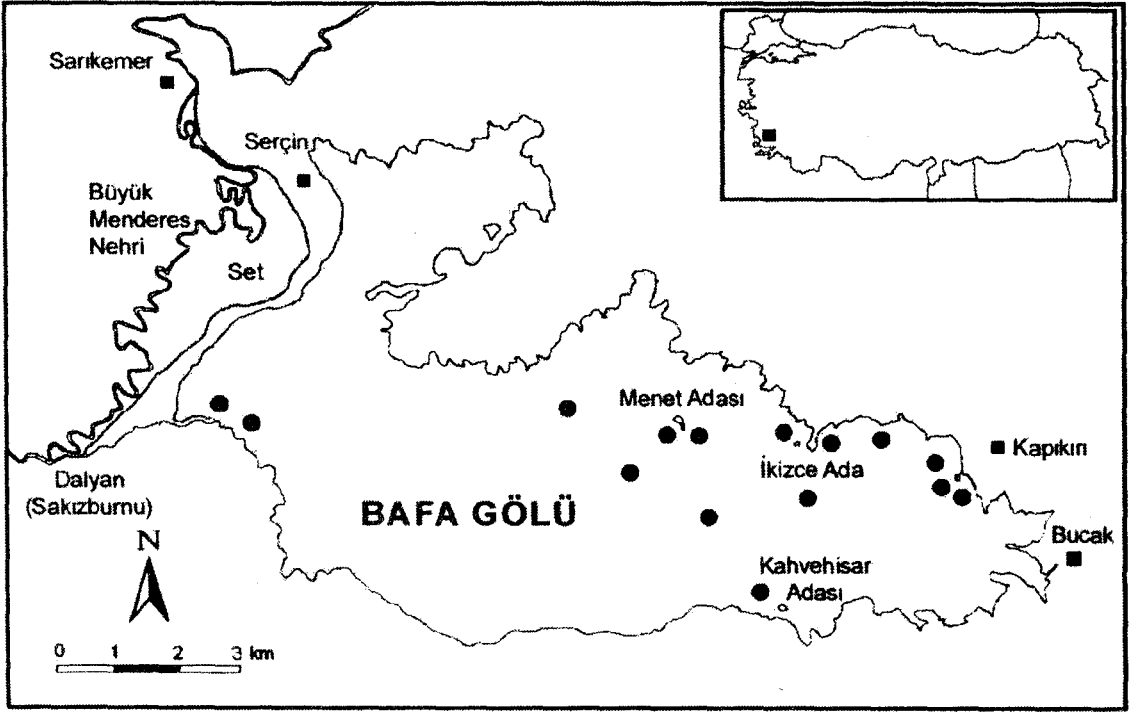 Sarıkemer
Serçin
Büyük
Menderes
Nehri
Set
Menet Adası
İkizce Ada
Kapıkırı
Dalyan
(Sakızburnu)
BAFA GÖLÜ
Bucak
Kahvehisar
Adası
N
0 1 2 3 km